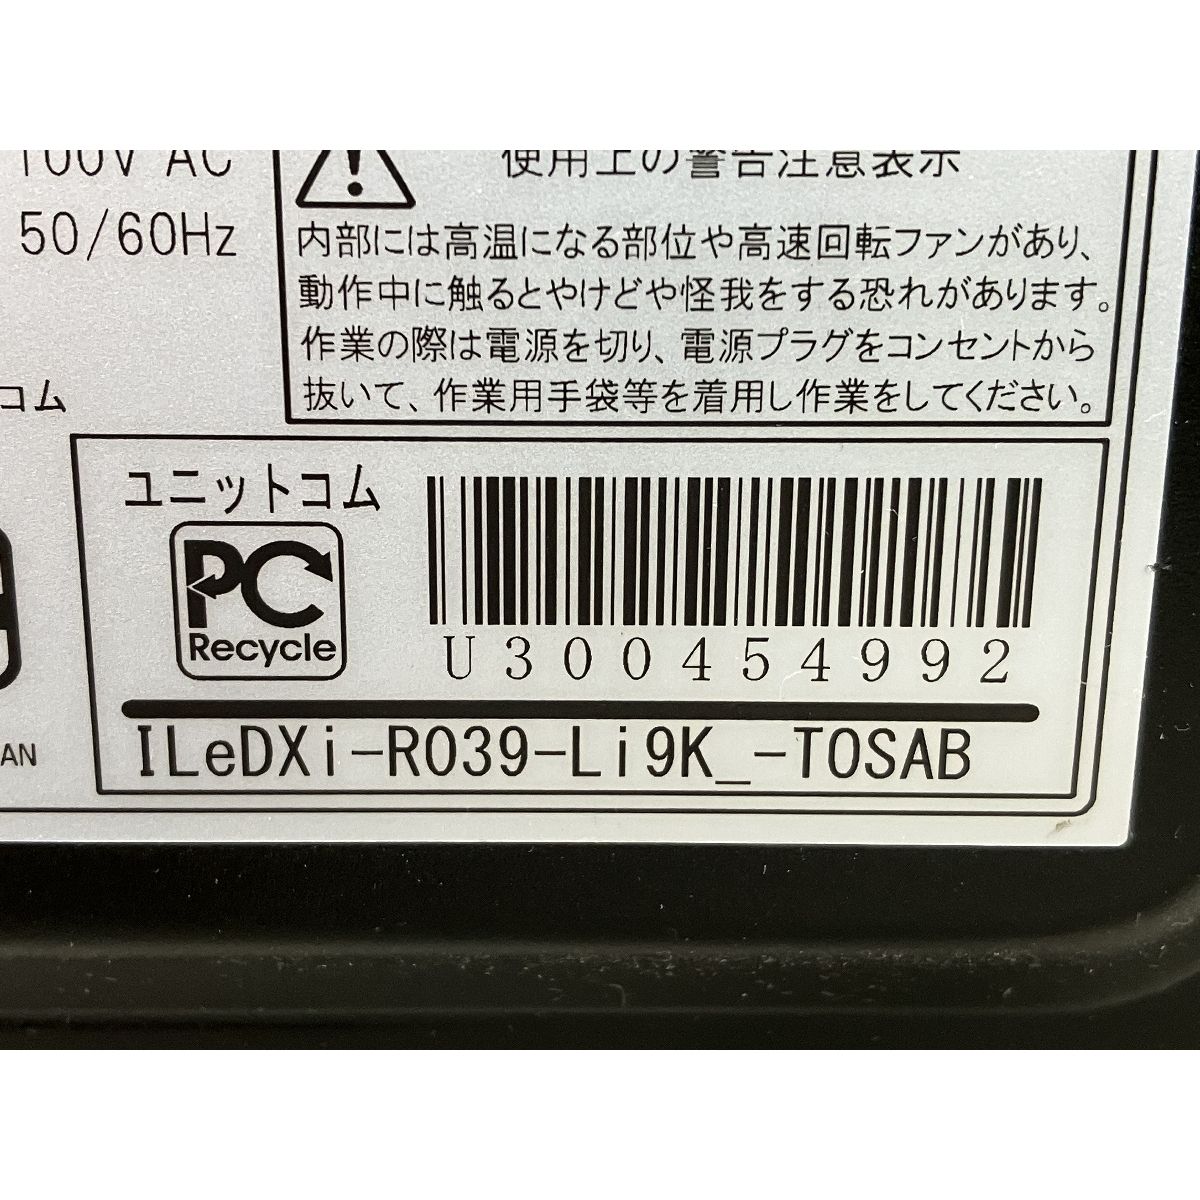 100V AC
50/60Hz
コム
使用上の警告注意表示
内部には高温になる部位や高速回転ファンがあり、
動作中に触るとやけどや怪我をする恐れがあります。
作業の際は電源を切り、電源プラグをコンセントから
抜いて、作業用手袋等を着用し作業をしてください。
ユニットコム
PC
Recycle
U300454992
AN
ILeDXi-R039-Li9K_-TOSAB